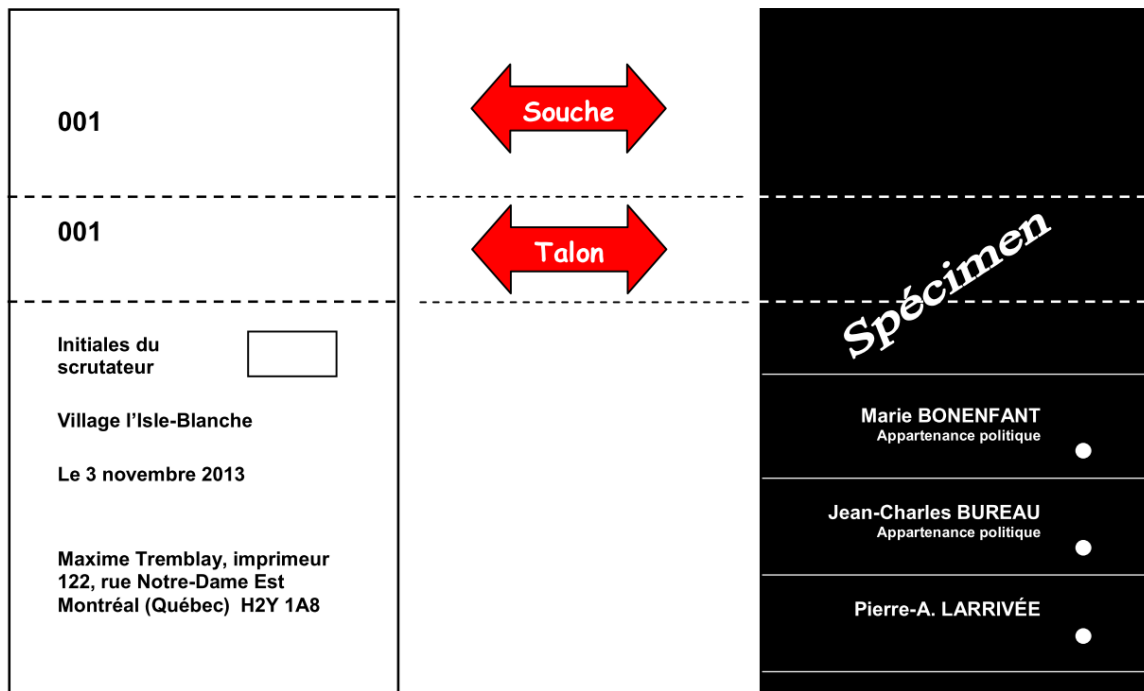 001
Souche
001
Talon
Spécimen
Initiales du
scrutateur
Village l'Isle-Blanche
Le 3 novembre 2013
Maxime Tremblay, imprimeur
122, rue Notre-Dame Est
Montréal (Québec)  H2Y 1A8
Marie BONENFANT
Appartenance politique
Jean-Charles BUREAU
Appartenance politique
Pierre-A. LARRIVÉE